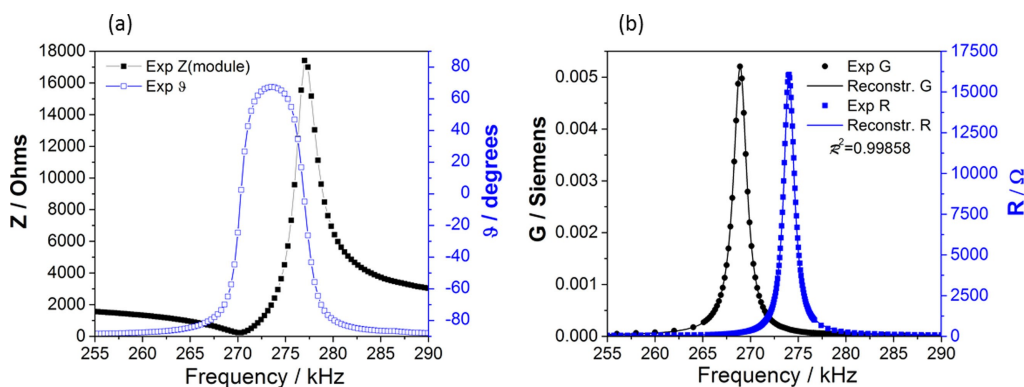 (a)
(b)
Z / Ohms
18000
16000
14000
12000
10000
8000
6000
4000
2000
0
Exp Z(module)
Exp ϑ
80
60
40
20
0
-20
-40
-60
-80
ϑ / degrees
255 260 265 270 275 280 285 290
Frequency / kHz
G / Siemens
0.005
0.004
0.003
0.002
0.001
0.000
Exp G
Reconstr. G
Exp R
Reconstr. R
ℛ²=0.99858
17500
15000
12500
10000
7500
5000
2500
0
R / Ω
255 260 265 270 275 280 285 290
Frequency / kHz